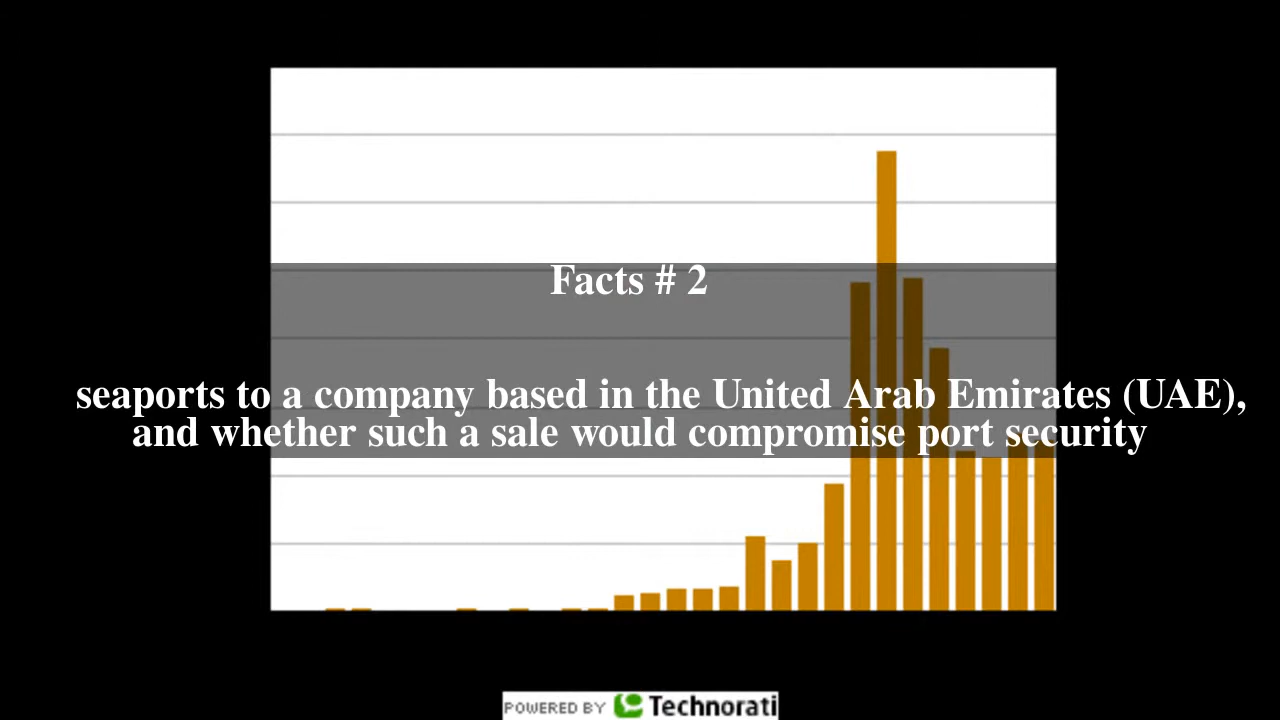 Facts # 2
seaports to a company based in the United Arab Emirates (UAE),
and whether such a sale would compromise port security
POWERED BY Technorati